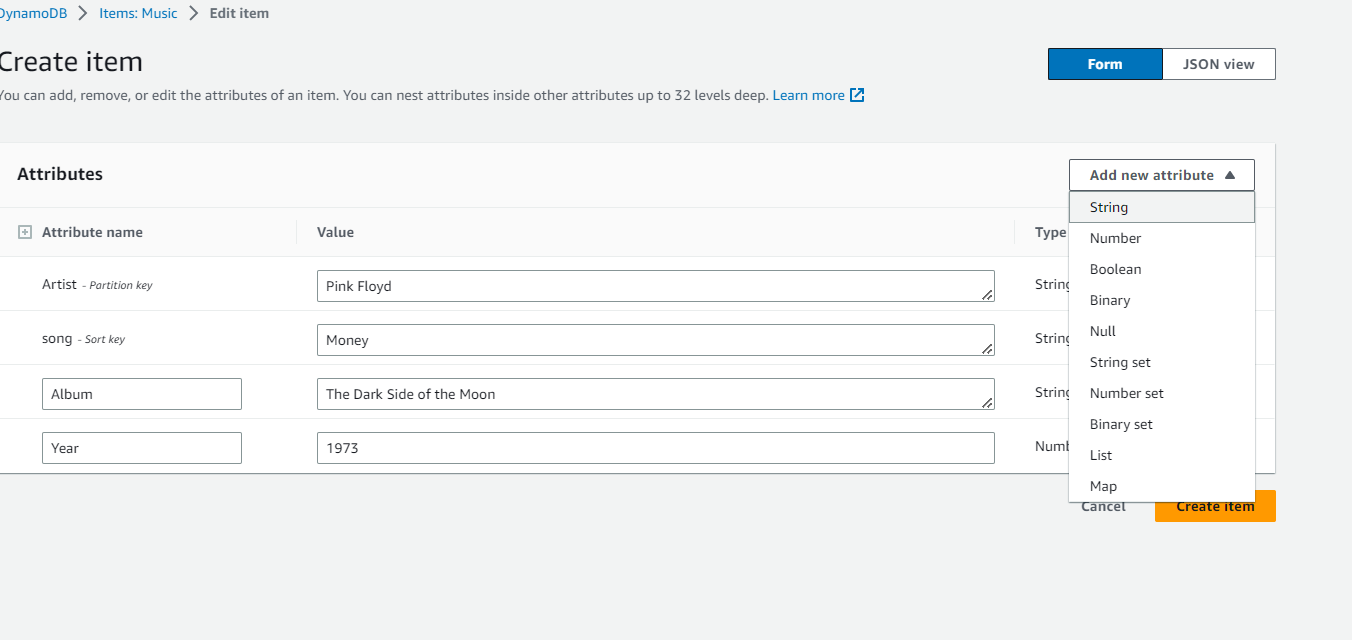 DynamoDB > Items: Music > Edit item
Create item
Form JSON view
You can add, remove, or edit the attributes of an item. You can nest attributes inside other attributes up to 32 levels deep. Learn more
Attributes
Add new attribute
String
Attribute name Value Type
Number
Boolean
Artist - Partition key Pink Floyd String
Binary
Null
song - Sort key Money String
String set
Album The Dark Side of the Moon String
Number set
Binary set
Year 1973 Numb
List
Map
Cancel Create item